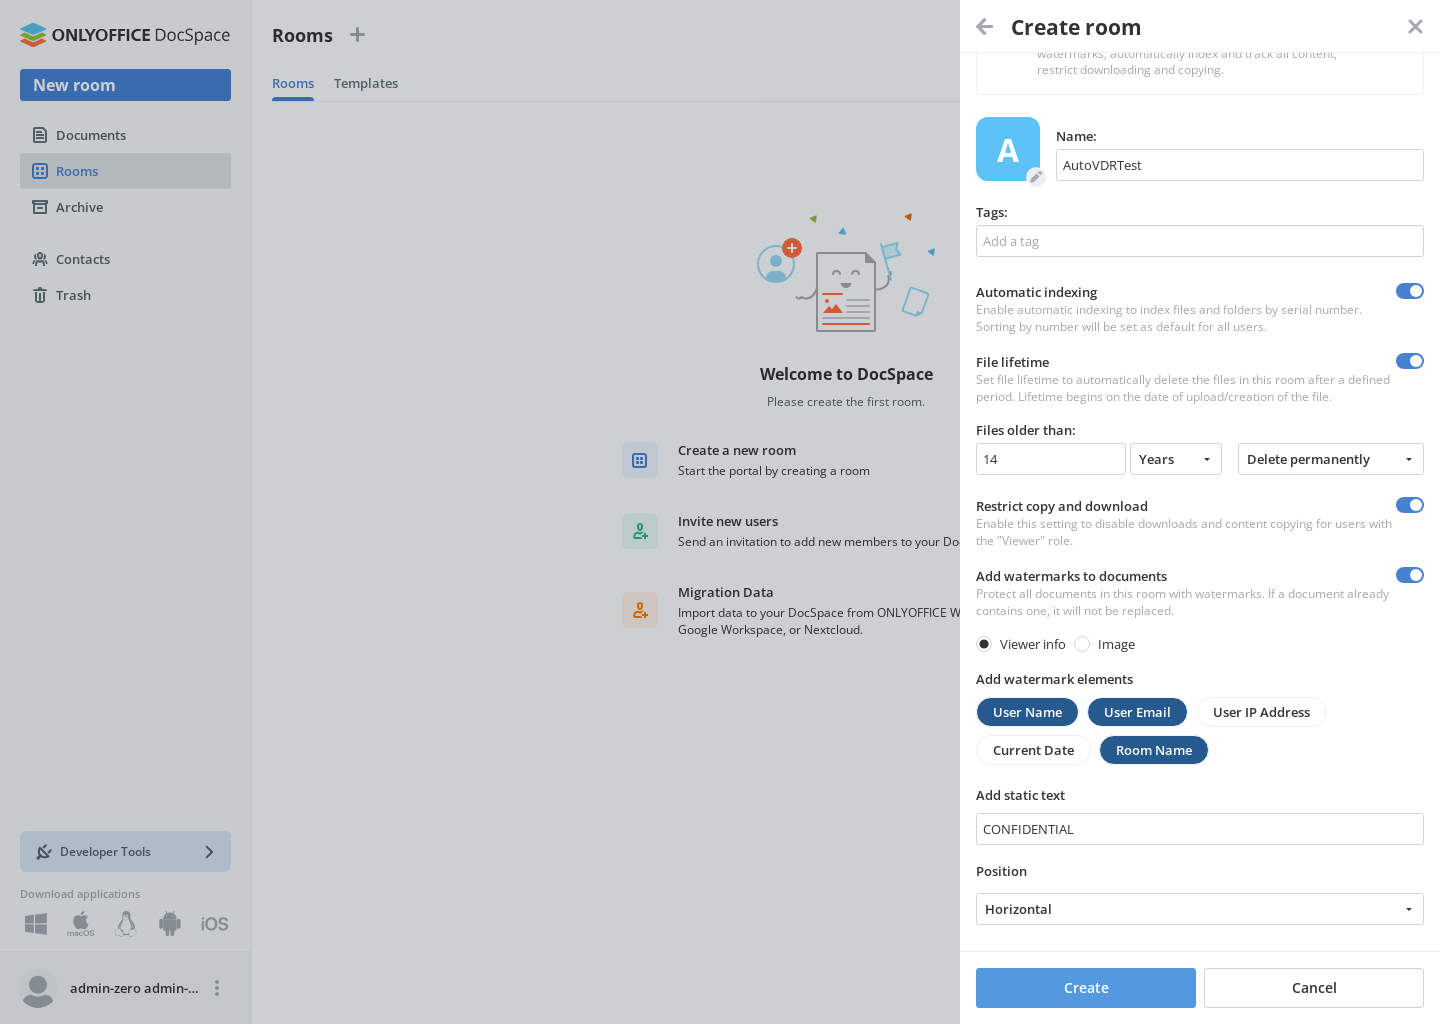 ONLYOFFICE DocSpace
New room
Documents
Rooms
Archive
Contacts
Trash
Developer Tools
Download applications
macOS
iOS
admin-zero admin-...
Rooms
Rooms
Templates
Welcome to DocSpace
Please create the first room.
Create a new room
Start the portal by creating a room
Invite new users
Send an invitation to add new members to your Do
Migration Data
Import data to your DocSpace from ONLYOFFICE W
Google Workspace, or Nextcloud.
Create room
watermarks, automatically index and track all content,
restrict downloading and copying.
A
Name:
AutoVDRTest
Tags:
Add a tag
Automatic indexing
Enable automatic indexing to index files and folders by serial number.
Sorting by number will be set as default for all users.
File lifetime
Set file lifetime to automatically delete the files in this room after a defined
period. Lifetime begins on the date of upload/creation of the file.
Files older than:
14
Years
Delete permanently
Restrict copy and download
Enable this setting to disable downloads and content copying for users with
the "Viewer" role.
Add watermarks to documents
Protect all documents in this room with watermarks. If a document already
contains one, it will not be replaced.
Viewer info
Image
Add watermark elements
User Name
User Email
User IP Address
Current Date
Room Name
Add static text
CONFIDENTIAL
Position
Horizontal
Create
Cancel